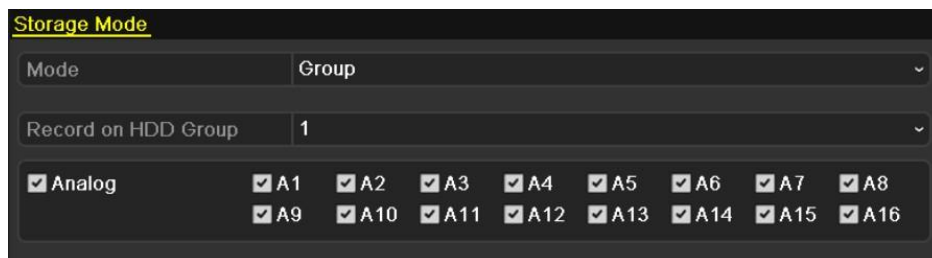 Storage Mode
Mode Group
Record on HDD Group 1
Analog A1 A2 A3 A4 A5 A6 A7 A8
A9 A10 A11 A12 A13 A14 A15 A16